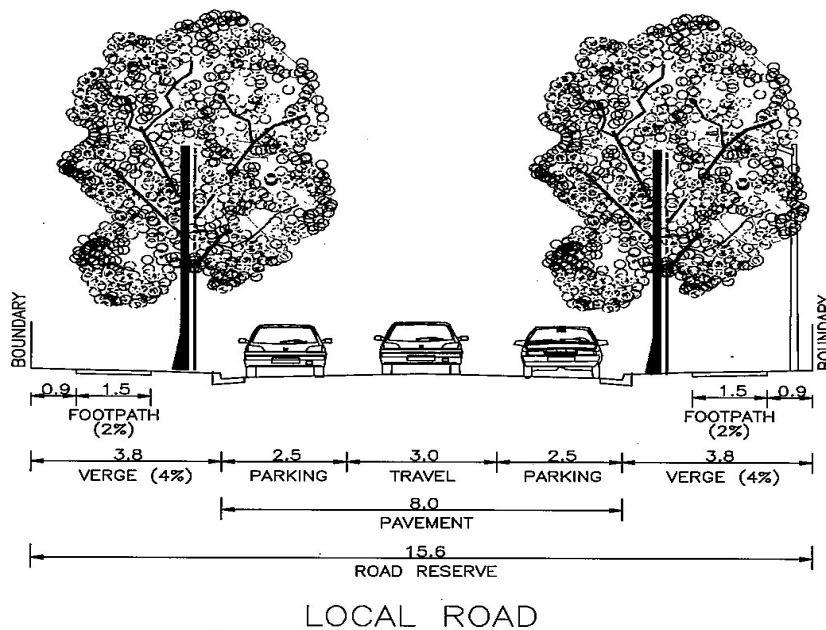 BOUNDARY
BOUNDARY
0.9 1.5 1.5 0.9
FOOTPATH FOOTPATH
(2%) (2%)
3.8 2.5 3.0 2.5 3.8
VERGE (4%) PARKING TRAVEL PARKING VERGE (4%)
8.0
PAVEMENT
15.6
ROAD RESERVE
LOCAL ROAD